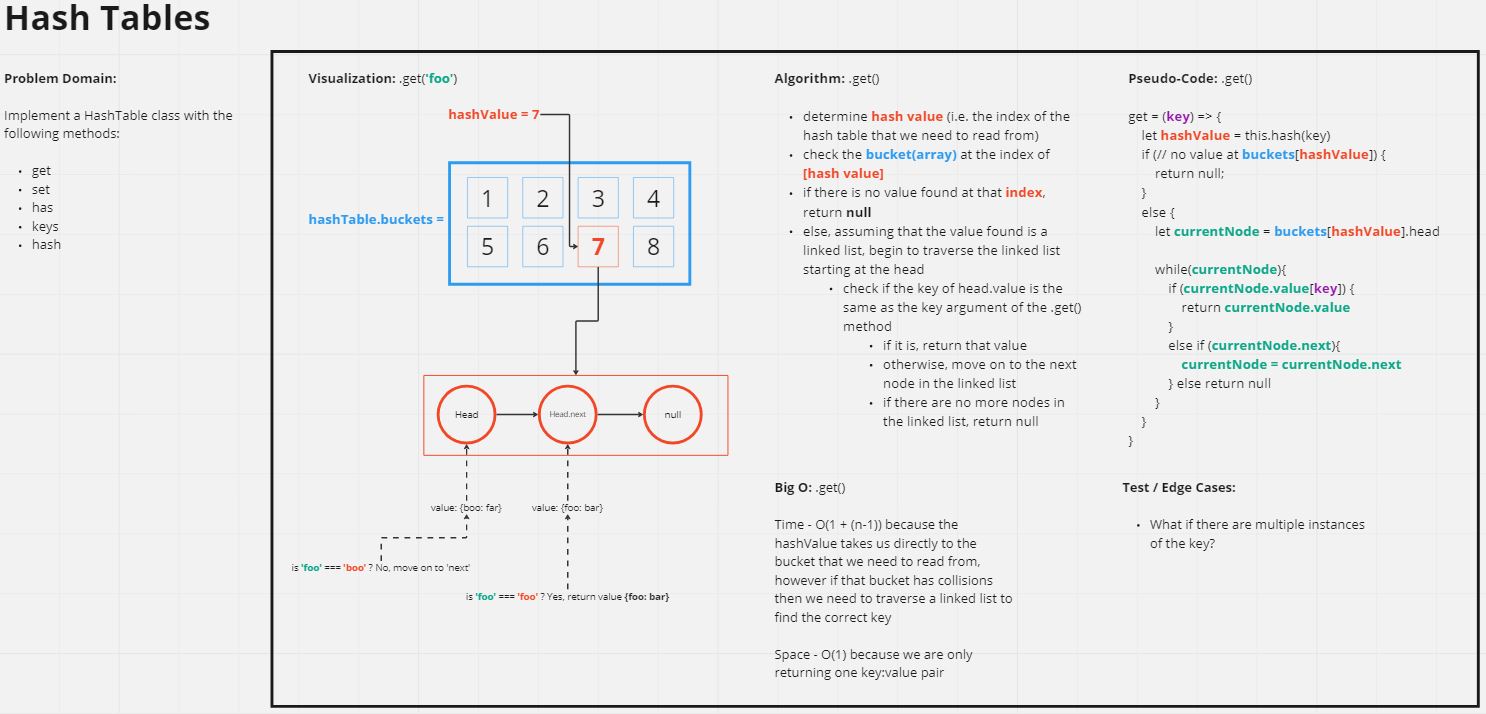 Hash Tables
Problem Domain:
Implement a HashTable class with the
following methods:
• get
• set
• has
• keys
• hash
Visualization: .get('foo')
hashValue = 7
hashTable.buckets =
1 2 3 4
5 6 7 8
Head Head.next null
value: {boo: far} value: {foo: bar}
is 'foo' === 'boo' ? No, move on to 'next'
is 'foo' === 'foo' ? Yes, return value {foo: bar}
Algorithm: .get()
• determine hash value (i.e. the index of the
hash table that we need to read from)
• check the bucket(array) at the index of
[hash value]
• if there is no value found at that index,
return null
• else, assuming that the value found is a
linked list, begin to traverse the linked list
starting at the head
• check if the key of head.value is the
same as the key argument of the .get()
method
• if it is, return that value
• otherwise, move on to the next
node in the linked list
• if there are no more nodes in
the linked list, return null
Big O: .get()
Time - O(1 + (n-1)) because the
hashValue takes us directly to the
bucket that we need to read from,
however if that bucket has collisions
then we need to traverse a linked list to
find the correct key
Space - O(1) because we are only
returning one key:value pair
Pseudo-Code: .get()
get = (key) => {
let hashValue = this.hash(key)
if (// no value at buckets[hashValue]) {
return null;
}
else {
let currentNode = buckets[hashValue].head
while(currentNode){
if (currentNode.value[key]) {
return currentNode.value
}
else if (currentNode.next){
currentNode = currentNode.next
} else return null
}
}
}
Test / Edge Cases:
• What if there are multiple instances
of the key?